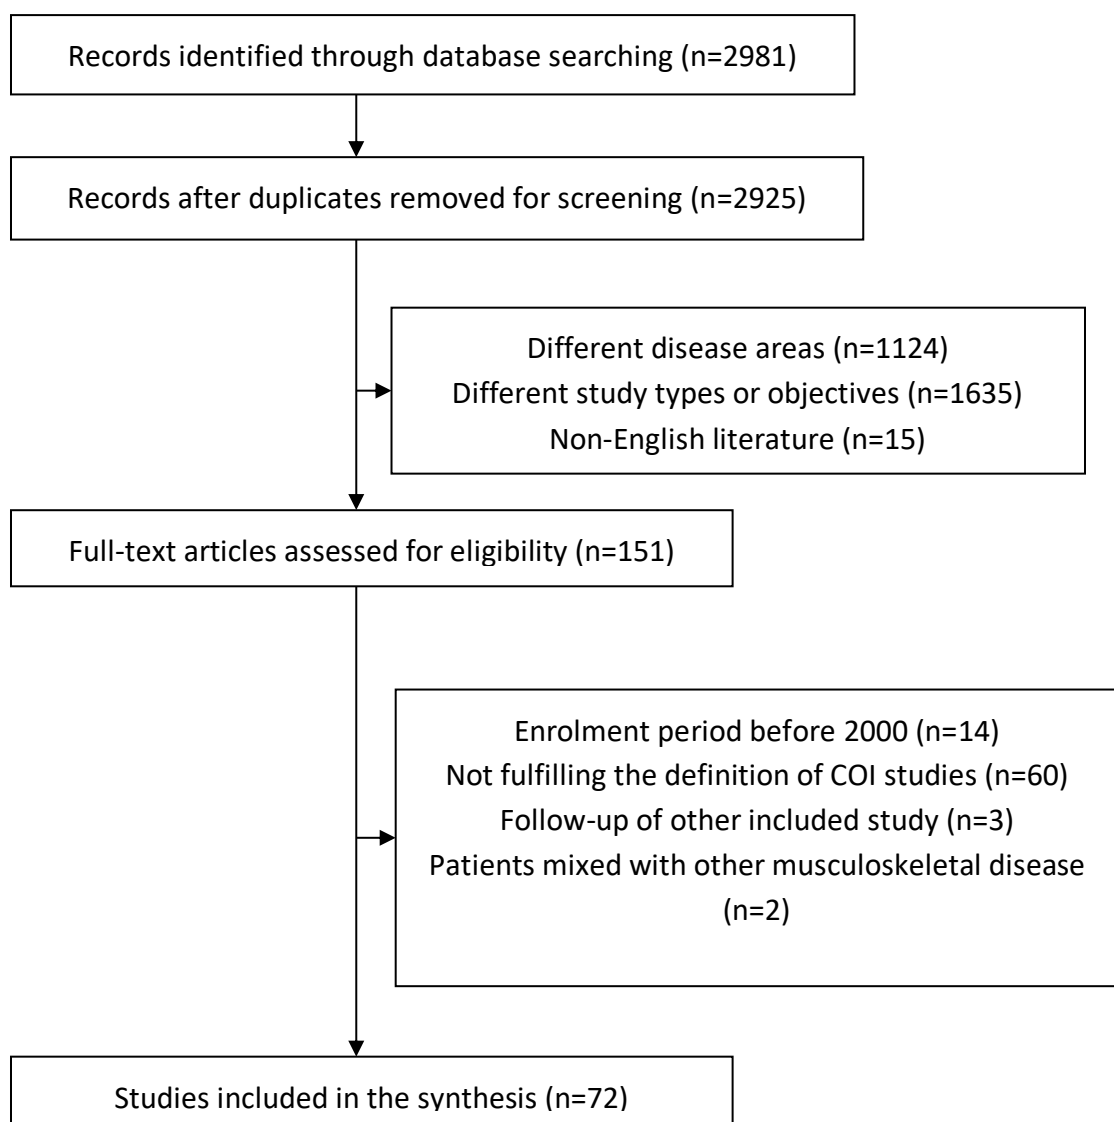 Records identified through database searching (n=2981)
Records after duplicates removed for screening (n=2925)
Different disease areas (n=1124)
Different study types or objectives (n=1635)
Non-English literature (n=15)
Full-text articles assessed for eligibility (n=151)
Enrolment period before 2000 (n=14)
Not fulfilling the definition of COI studies (n=60)
Follow-up of other included study (n=3)
Patients mixed with other musculoskeletal disease
(n=2)
Studies included in the synthesis (n=72)